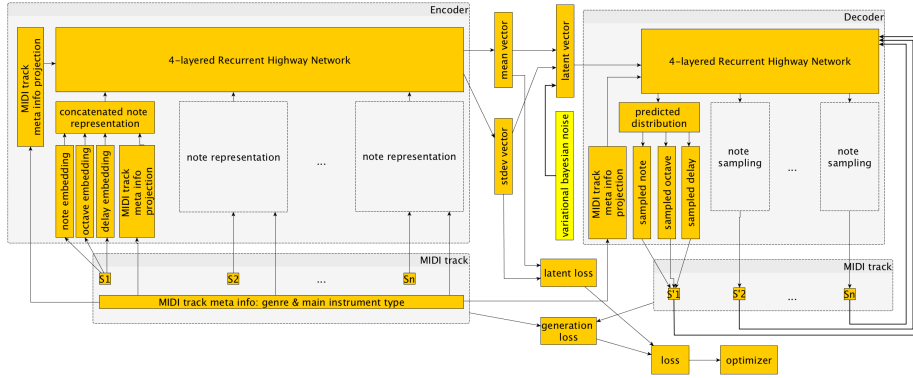 Encoder
MIDI track
meta info projection
4-layered Recurrent Highway Network
concatenated note
representation
note embedding
octave embedding
delay embedding
MIDI track
meta info
projection
note representation
...
note representation
mean vector
stdev vector
latent vector
variational bayesian noise
Decoder
4-layered Recurrent Highway Network
predicted
distribution
MIDI track
meta info
projection
sampled note
sampled octave
sampled delay
note
sampling
...
note
sampling
MIDI track
S1
S2
...
Sn
MIDI track meta info: genre & main instrument type
latent loss
generation
loss
MIDI track
S'1
S'2
...
Sn
loss
optimizer